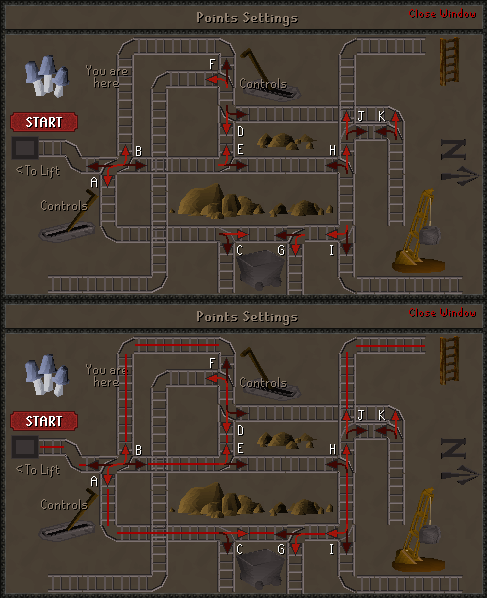 Points Settings
Close Window
You are
here
F
Controls
START
D
J
K
B
E
H
<To Lift
A
N
Controls
C
G
I
Points Settings
Close Window
You are
here
F
Controls
START
D
J
K
B
E
H
<To Lift
A
N
Controls
C
G
I